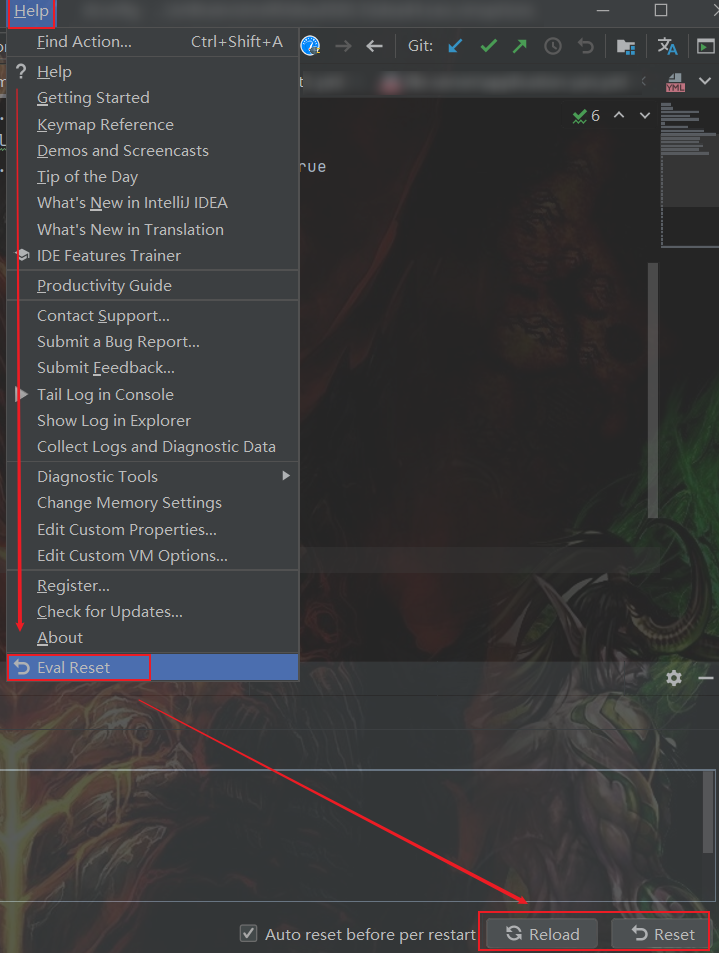 Help
Find Action... Ctrl+Shift+A
Git:
? Help
Getting Started
YML
Keymap Reference
6
Demos and Screencasts
rue
Tip of the Day
What's New in IntelliJ IDEA
What's New in Translation
IDE Features Trainer
Productivity Guide
Contact Support...
Submit a Bug Report...
Submit Feedback...
Tail Log in Console
Show Log in Explorer
Collect Logs and Diagnostic Data
Diagnostic Tools
Change Memory Settings
Edit Custom Properties...
Edit Custom VM Options...
Register...
Check for Updates...
About
Eval Reset
Auto reset before per restart Reload Reset